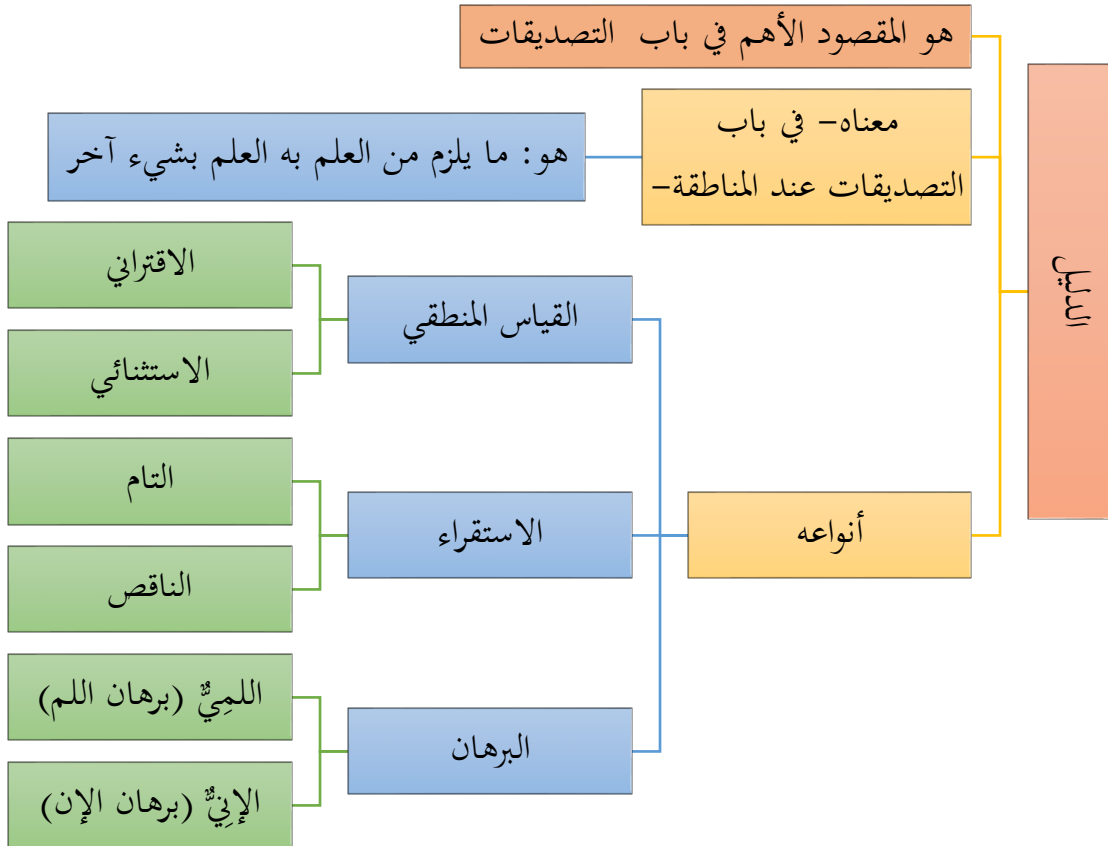 الدليل
هو المقصود الأهم في باب التصديقات
معناه– في باب
التصديقات عند المناطقة–
هو: ما يلزم من العلم به العلم بشيء آخر
أنواعه
القياس المنطقي
الاقتراني
الاستثنائي
الاستقراء
التام
الناقص
البرهان
اللمِيٌّ (برهان اللم)
الإنِيٌّ (برهان الإن)